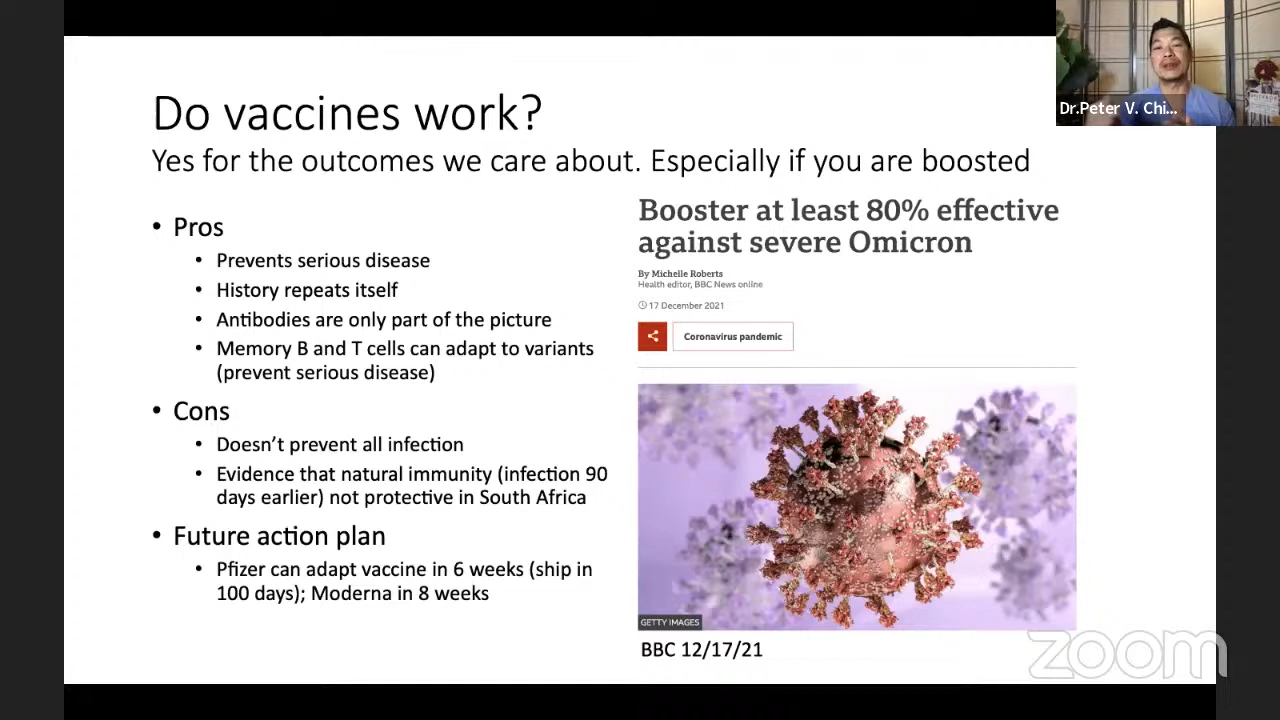 Do vaccines work?
Yes for the outcomes we care about. Especially if you are boosted
• Pros
• Prevents serious disease
• History repeats itself
• Antibodies are only part of the picture
• Memory B and T cells can adapt to variants
(prevent serious disease)
• Cons
• Doesn't prevent all infection
• Evidence that natural immunity (infection 90
days earlier) not protective in South Africa
• Future action plan
• Pfizer can adapt vaccine in 6 weeks (ship in
100 days); Moderna in 8 weeks
Booster at least 80% effective
against severe Omicron
By Michelle Roberts
Health editor, BBC News online
17 December 2021
Coronavirus pandemic
GETTY IMAGES
BBC 12/17/21
Dr.Peter V. Chi...
zoom